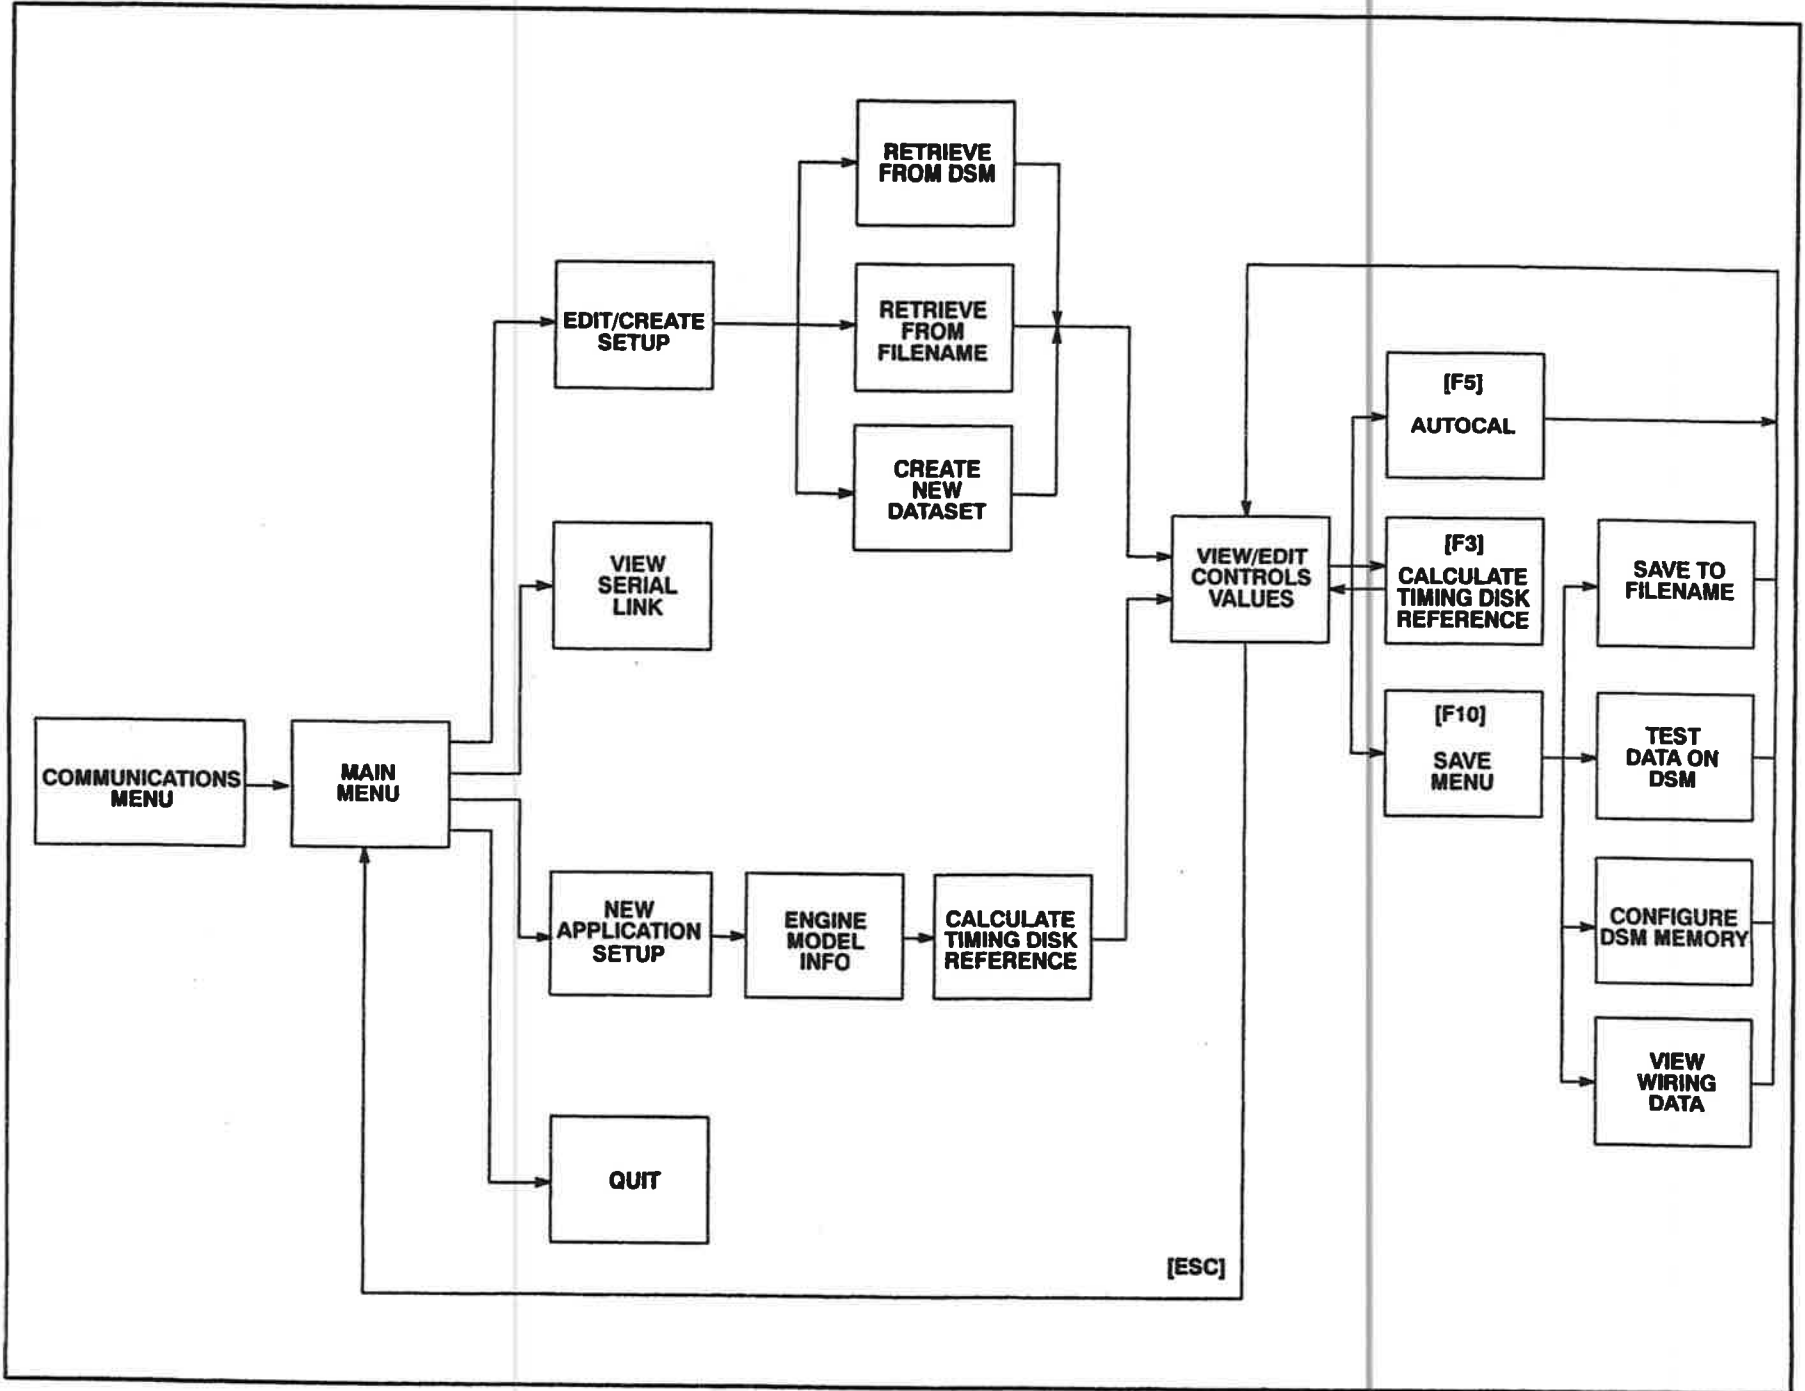 RETRIEVE
FROM DSM
EDIT/CREATE
SETUP
RETRIEVE
FROM
FILENAME
CREATE
NEW
DATASET
VIEW
SERIAL
LINK
COMMUNICATIONS
MENU
MAIN
MENU
NEW
APPLICATION
SETUP
ENGINE
MODEL
INFO
CALCULATE
TIMING DISK
REFERENCE
QUIT
[ESC]
VIEW/EDIT
CONTROLS
VALUES
[F5]
AUTOCAL
[F3]
CALCULATE
TIMING DISK
REFERENCE
[F10]
SAVE
MENU
SAVE TO
FILENAME
TEST
DATA ON
DSM
CONFIGURE
DSM MEMORY
VIEW
WIRING
DATA